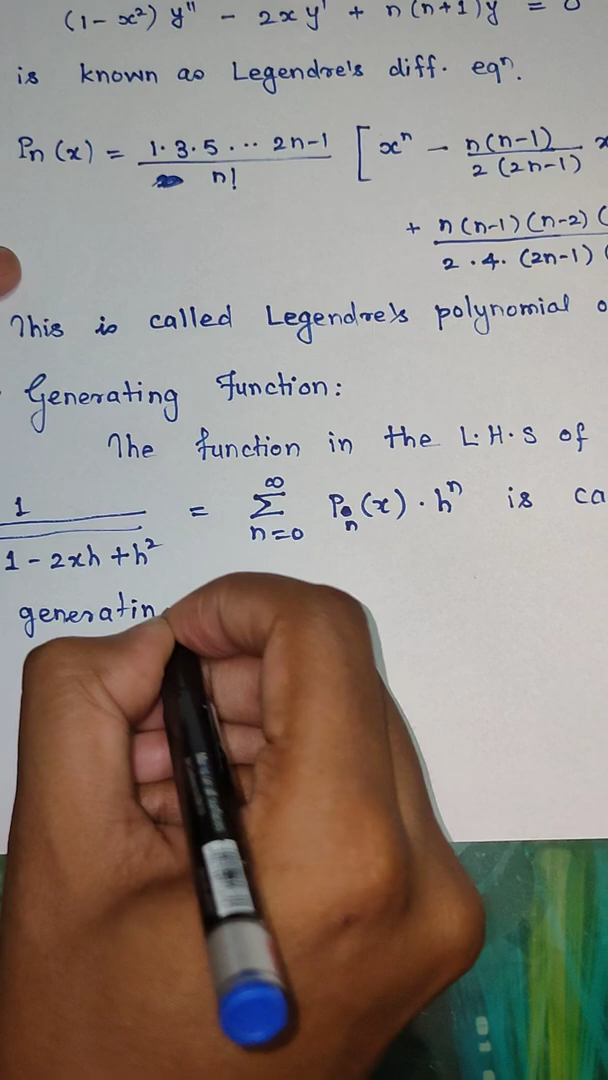 (1-x²) y" - 2xy' + n(n+1)y = 0
is known as Legendre's diff. eqⁿ.
Pn (x) = 1·3·5 ... 2n-1 / n! [ xⁿ - n(n-1) / 2(2n-1) x
+ n(n-1)(n-2)( / 2·4·(2n-1)(
This is called Legendre's polynomial o
Generating Function:
The function in the L.H.S of
1 / 1-2xh+h² = ∞ Σ n=0 Pn(x)·hⁿ is ca
generatin